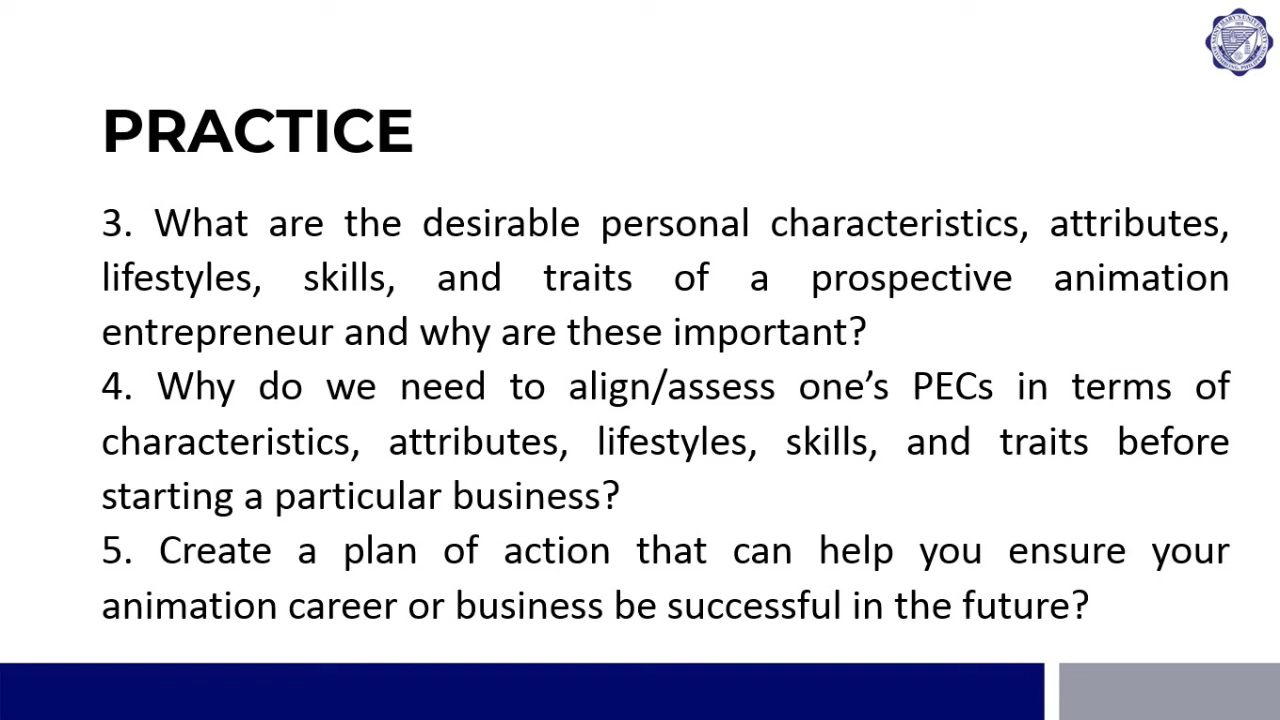 PRACTICE
3. What are the desirable personal characteristics, attributes,
lifestyles, skills, and traits of a prospective animation
entrepreneur and why are these important?
4. Why do we need to align/assess one’s PECs in terms of
characteristics, attributes, lifestyles, skills, and traits before
starting a particular business?
5. Create a plan of action that can help you ensure your
animation career or business be successful in the future?